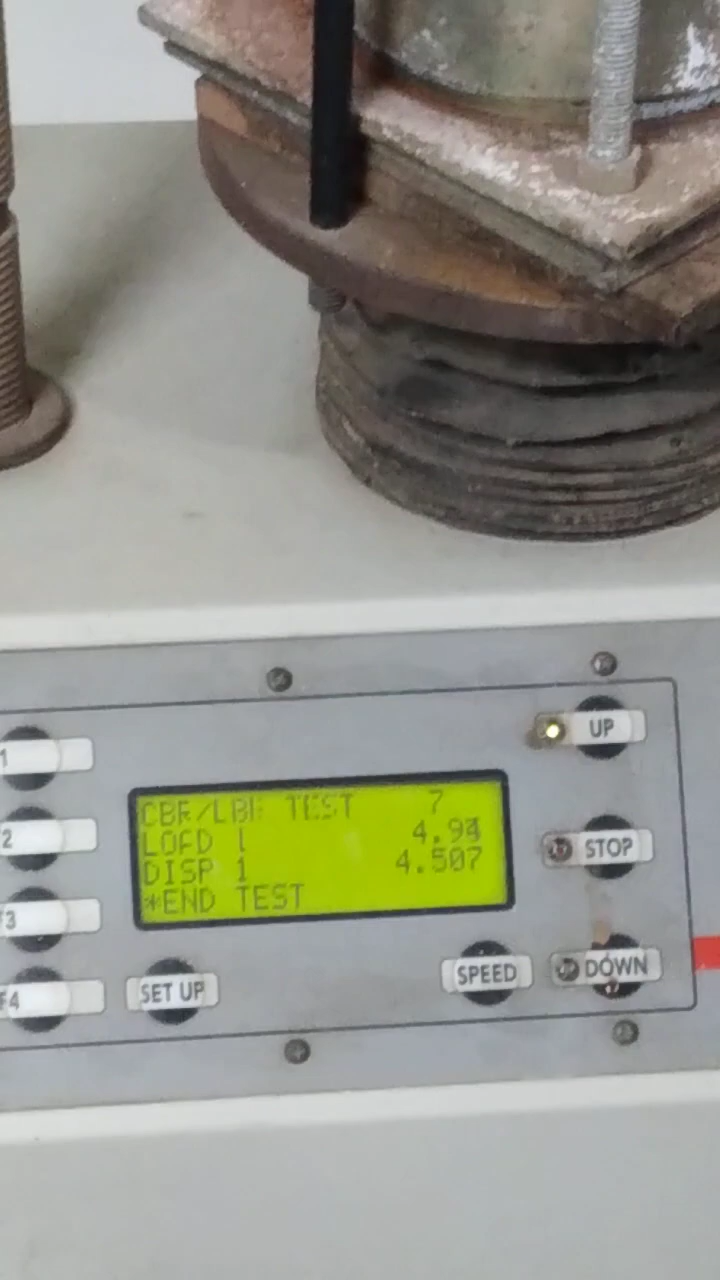 UP
1
CBR/LBR TEST 7
2
LOAD 1 4.94
STOP
DISP 1 4.507
F3
*END TEST
F4
SET UP
SPEED
DOWN